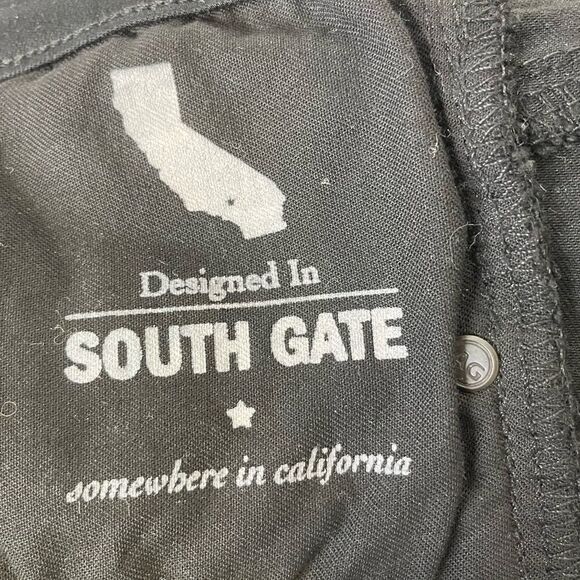 Designed In
SOUTH GATE
somewhere in california